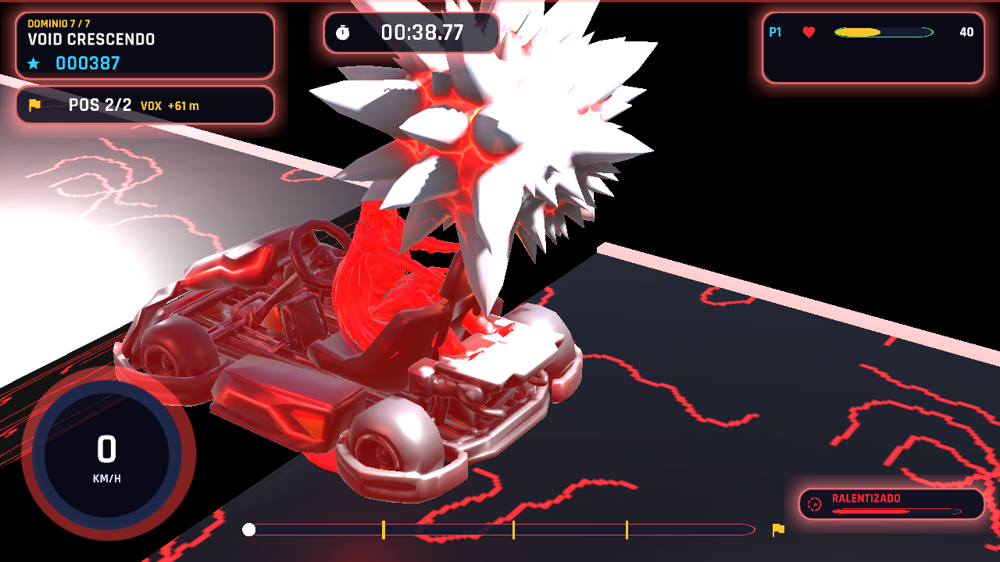 DOMINIO 7 / 7
VOID CRESCENDO
000387
POS 2/2 VOX +61 m
00:38.77
P1 40
0
KM/H
RALENTIZADO